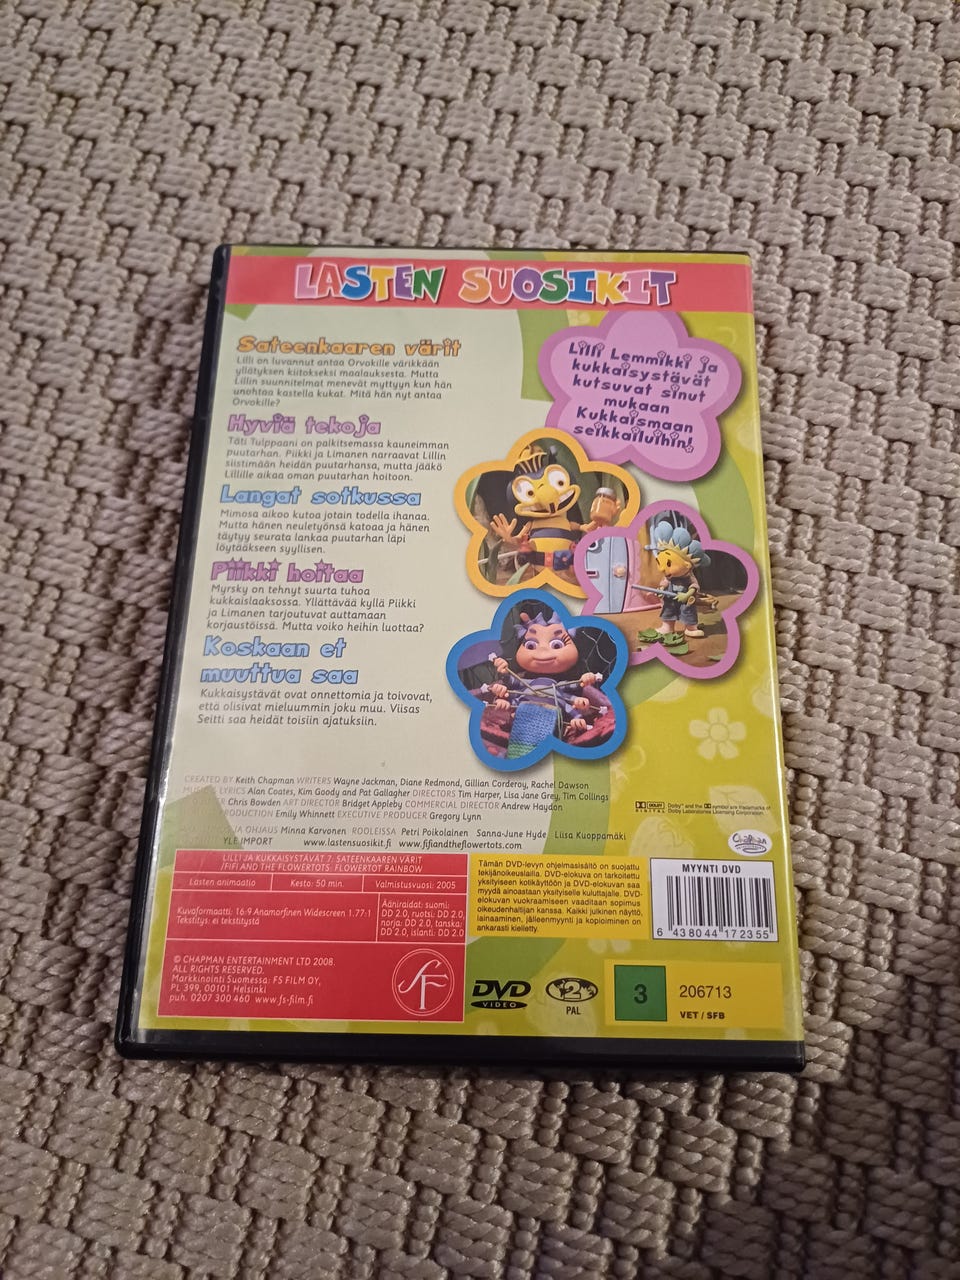 LASTEN SUOSIKIT
Sateenkaaren värit
Lilli on luvannut antaa Orvokille värikkään
yllätyksen kiitokseksi maalauksesta. Mutta
Lillin suunnitelmat menevät myttyyn kun hän
unohtaa kastella kukat. Mitä hän nyt antaa
Orvokille?
Hyviä tekoja
Täti Tulppaani on palkitsemassa kauneimman
puutarhan. Piikki ja Limanen narraavat Lillin
siistimään heidän puutarhansa, mutta jääkö
Lillille aikaa oman puutarhan hoitoon.
Langat sotkussa
Mimosa aikoo kutoa jotain todella ihanaa.
Mutta hänen neuletyönsä katoaa ja hänen
täytyy seurata lankaa puutarhan läpi
löytääkseen syyllisen.
Piikki hoitaa
Myrsky on tehnyt suurta tuhoa
kukkaislaaksossa. Yllättävää kyllä Piikki
ja Limanen tarjoutuvat auttamaan
korjaustöissä. Mutta voiko heihin luottaa?
Koskaan et
muuttua saa
Kukkaisystävät ovat onnettomia ja toivovat,
että olisivat mieluummin joku muu. Viisas
Seitti saa heidät toisiin ajatuksiin.
Lilli Lemmikki ja
kukkaisystävät
kutsuvat sinut
mukaan
Kukkaismaan
seikkailuihin!
CREATED BY Keith Chapman WRITERS Wayne Jackman, Diane Redmond, Gillian Corderoy, Rachel Dawson
LYRICS Alan Coates, Kim Goody and Pat Gallagher DIRECTORS Tim Harper, Lisa Jane Grey, Tim Collings
Chris Bowden ART DIRECTOR Bridget Appleby COMMERCIAL DIRECTOR Andrew Haydon
Emily Whinnett EXECUTIVE PRODUCER Gregory Lynn
JA OHJAUS Minna Karvonen ROOLEISSA Petri Poikolainen Sanna-June Hyde Liisa Kuoppamäki
YLE IMPORT www.lastensuosikit.fi www.fifiandtheflowertots.com
DOLBY DIGITAL
Dolby and the symbol are trademarks of
Dolby Laboratories Licensing Corporation.
Chapman
LILLI JA KUKKAISYSTÄVÄT 7: SATEENKAAREN VÄRIT
/FIFI AND THE FLOWERTOTS: FLOWERTOT RAINBOW
Lasten animaatio Kesto: 50 min. Valmistusvuosi: 2005
Kuvaformaatti: 16:9 Anamorfinen Widescreen 1.77:1
Tekstitys: ei tekstitystä
Ääniraidat: suomi:
DD 2.0, ruotsi: DD 2.0,
norja: DD 2.0, tanska:
DD 2.0, islanti: DD 2.0
© CHAPMAN ENTERTAINMENT LTD 2008.
ALL RIGHTS RESERVED.
Markkinointi Suomessa: FS FILM OY,
PL 399, 00101 Helsinki
puh. 0207 300 460 www.fs-film.fi
SF
Tämän DVD-levyn ohjelmasisältö on suojattu
tekijänoikeuslailla. DVD-elokuva on tarkoitettu
yksityiseen kotikäyttöön ja DVD-elokuvan saa
myydä ainoastaan yksityiselle kuluttajalle. DVD-
elokuvan vuokraamiseen vaaditaan sopimus
oikeudenhaltijan kanssa. Kaikki julkinen näyttö,
lainaaminen, jälleenmyynti ja kopioiminen on
ankarasti kielletty.
MYYNTI DVD
6 438044 172355
DVD
VIDEO
2
PAL
3
206713
VET / SFB